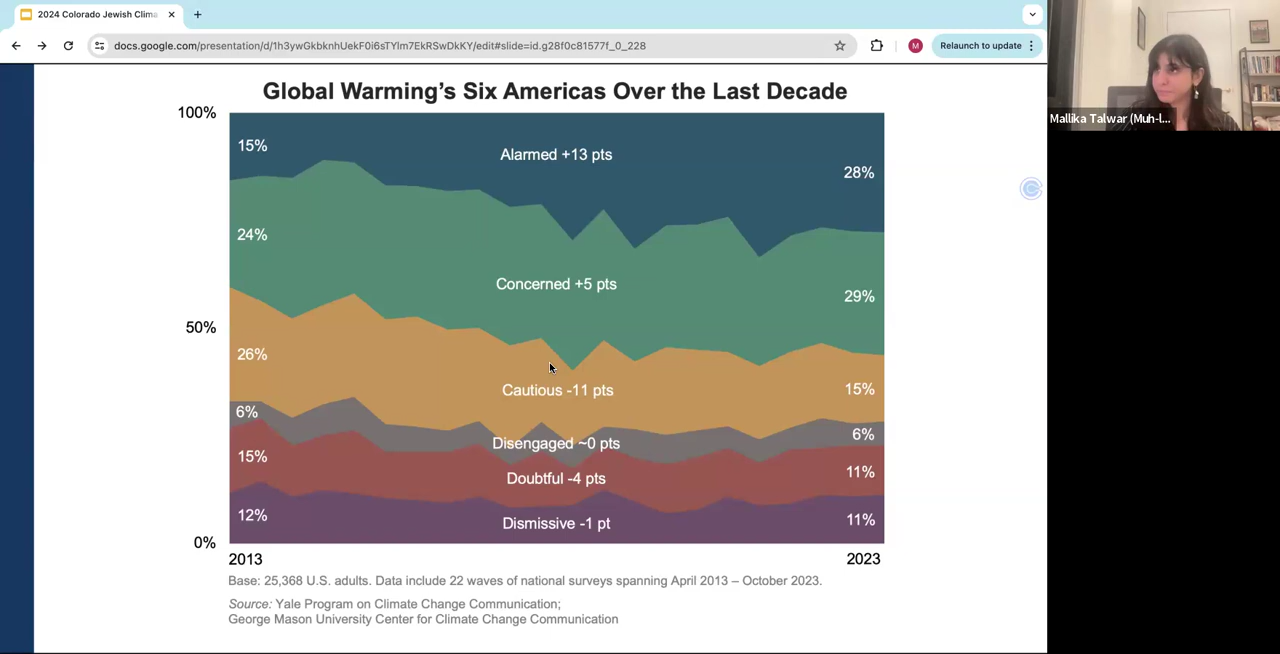 2024 Colorado Jewish Clima
docs.google.com/presentation/d/1h3ywGkbknhUekF0i6sTYlm7EkRSwDkKY/edit#slide=id.g28f0c81577f_0_228
M
Relaunch to update
Mallika Talwar (Muh-l...
Global Warming's Six Americas Over the Last Decade
100%
15%
Alarmed +13 pts
28%
24%
Concerned +5 pts
29%
50%
26%
Cautious -11 pts
15%
6%
Disengaged ~0 pts
6%
15%
Doubtful -4 pts
11%
12%
Dismissive -1 pt
11%
0%
2013
2023
Base: 25,368 U.S. adults. Data include 22 waves of national surveys spanning April 2013 – October 2023.
Source: Yale Program on Climate Change Communication;
George Mason University Center for Climate Change Communication